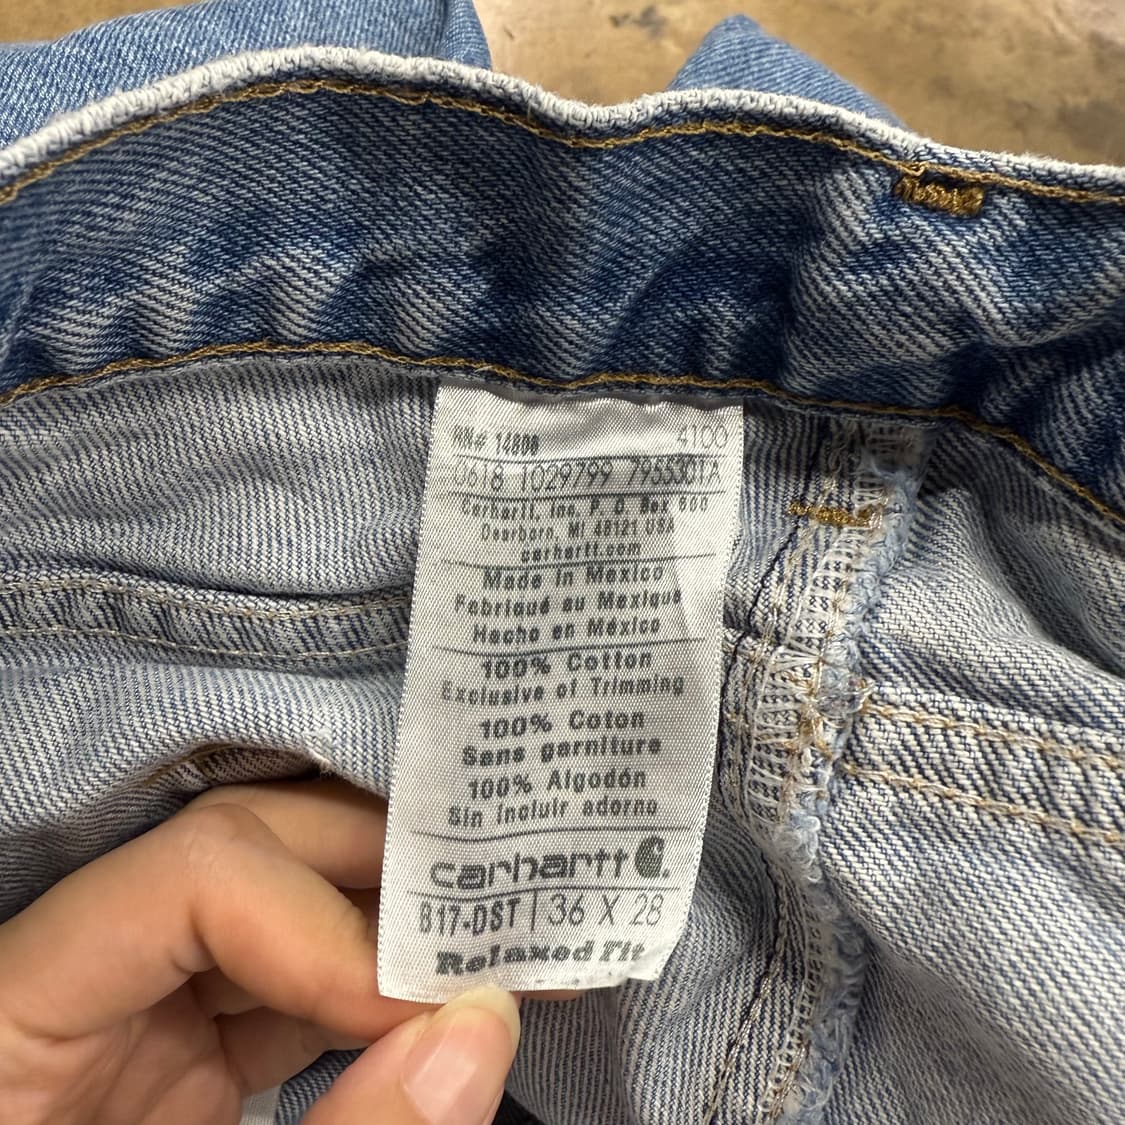 RN# 14806 4100
0618 1029799 7955301A
Carhartt, Inc. P.O. Box 600
Dearborn, MI 48121 USA
carhartt.com
Made in Mexico
Fabriqué au Mexique
Hecho en México
100% Cotton
Exclusive of Trimming
100% Coton
Sans garniture
100% Algodón
Sin incluir adorno
carhartt
B17-DST | 36 X 28
Relaxed Fit